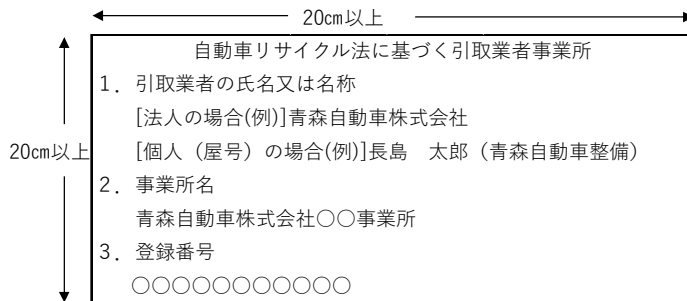 20㎝以上
自動車リサイクル法に基づく引取業者事業所
1．引取業者の氏名又は名称
[法人の場合(例)]青森自動車株式会社
[個人（屋号）の場合(例)]長島　太郎（青森自動車整備）
20㎝以上
2．事業所名
青森自動車株式会社○○事業所
3．登録番号
○○○○○○○○○○○